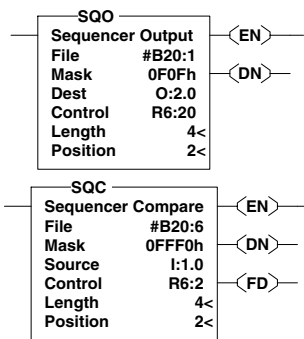 SQO
Sequencer Output (EN)
File #B20:1
Mask 0F0Fh (DN)
Dest O:2.0
Control R6:20
Length 4<
Position 2<
SQC
Sequencer Compare (EN)
File #B20:6
Mask 0FFF0h (DN)
Source I:1.0
Control R6:2 (FD)
Length 4<
Position 2<